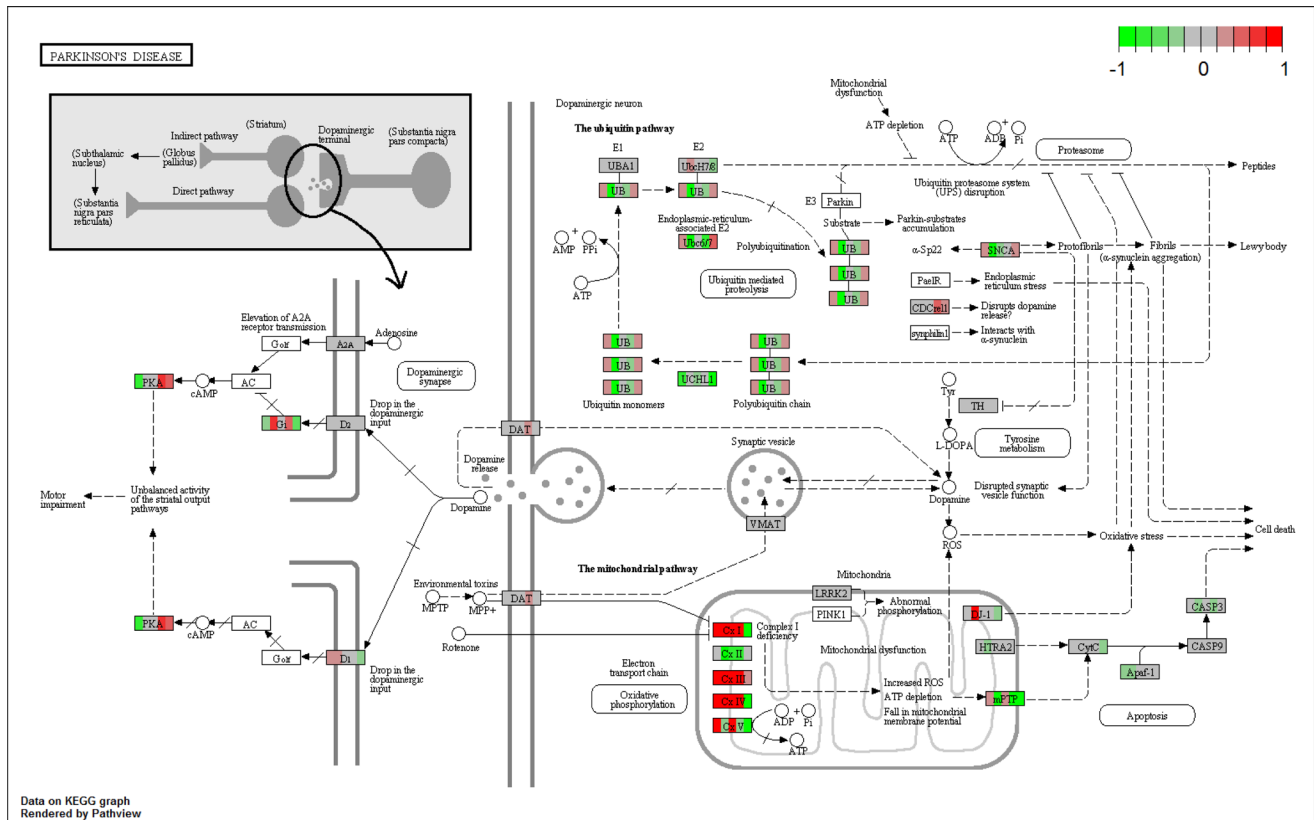 PARKINSON'S DISEASE
-1
0
1
(Striatum)
Indirect pathway
(Subthalamic
nucleus)
(Globus
pallidus)
Dopaminergic
terminal
(Substantia nigra
pars compacta)
Direct pathway
(Substantia
nigra pars
reticulata)
Dopaminergic neuron
The ubiquitin pathway
E1
E2
UBA1
UbcH7/8
UB
UB
Endoplasmic-reticulum-
associated E2
Ubc6/7
Polyubiquitination
AMP
+
PPi
ATP
Ubiquitin mediated
proteolysis
Mitochondrial
dysfunction
ATP depletion
ATP
ADP
+
Pi
Proteasome
Peptides
Ubiquitin proteasome system
(UPS) disruption
E3
Parkin
Substrate
Parkin-substrates
accumulation
UB
UB
UB
α-Sp22
SNCA
Protofibrils
Fibrils
(α-synuclein aggregation)
Lewy body
PaelR
Endoplasmic
reticulum stress
CDCrel1
Disrupts dopamine
release?
synphilin1
Interacts with
α-synuclein
UB
UB
UB
Ubiquitin monomers
UCHL1
UB
UB
UB
Polyubiquitin chain
Elevation of A2A
receptor transmission
Golf
A2A
Adenosine
PKA
cAMP
AC
Dopaminergic
synapse
Gi
Drop in the
dopaminergic
input
D2
Tyr
TH
L-DOPA
Tyrosine
metabolism
DAT
Synaptic vesicle
Dopamine
release
Dopamine
VMAT
Dopamine
Disrupted synaptic
vesicle function
ROS
Oxidative stress
Cell death
Motor
impairment
Unbalanced activity
of the striatal output
pathways
The mitochondrial pathway
Environmental toxins
MPTP
MPP+
DAT
Rotenone
PKA
cAMP
AC
Golf
D1
Drop in the
dopaminergic
input
Mitochondria
LRRK2
PINK1
Abnormal
phosphorylation
DJ-1
CASP3
Cx I
Complex I
deficiency
Cx II
Cx III
Cx IV
Cx V
Mitochondrial dysfunction
HTRA2
CytC
CASP9
Apaf-1
Electron
transport chain
Oxidative
phosphorylation
Increased ROS
ATP depletion
Fall in mitochondrial
membrane potential
mPTP
ADP
+
Pi
ATP
Apoptosis
Data on KEGG graph
Rendered by Pathview